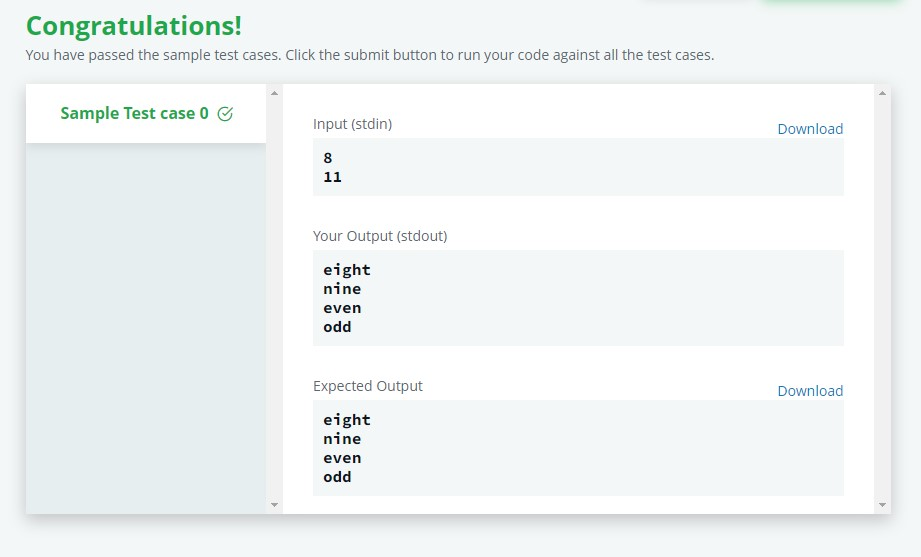 Congratulations!
You have passed the sample test cases. Click the submit button to run your code against all the test cases.
Sample Test case 0
Input (stdin)
Download
8
11
Your Output (stdout)
eight
nine
even
odd
Expected Output
Download
eight
nine
even
odd